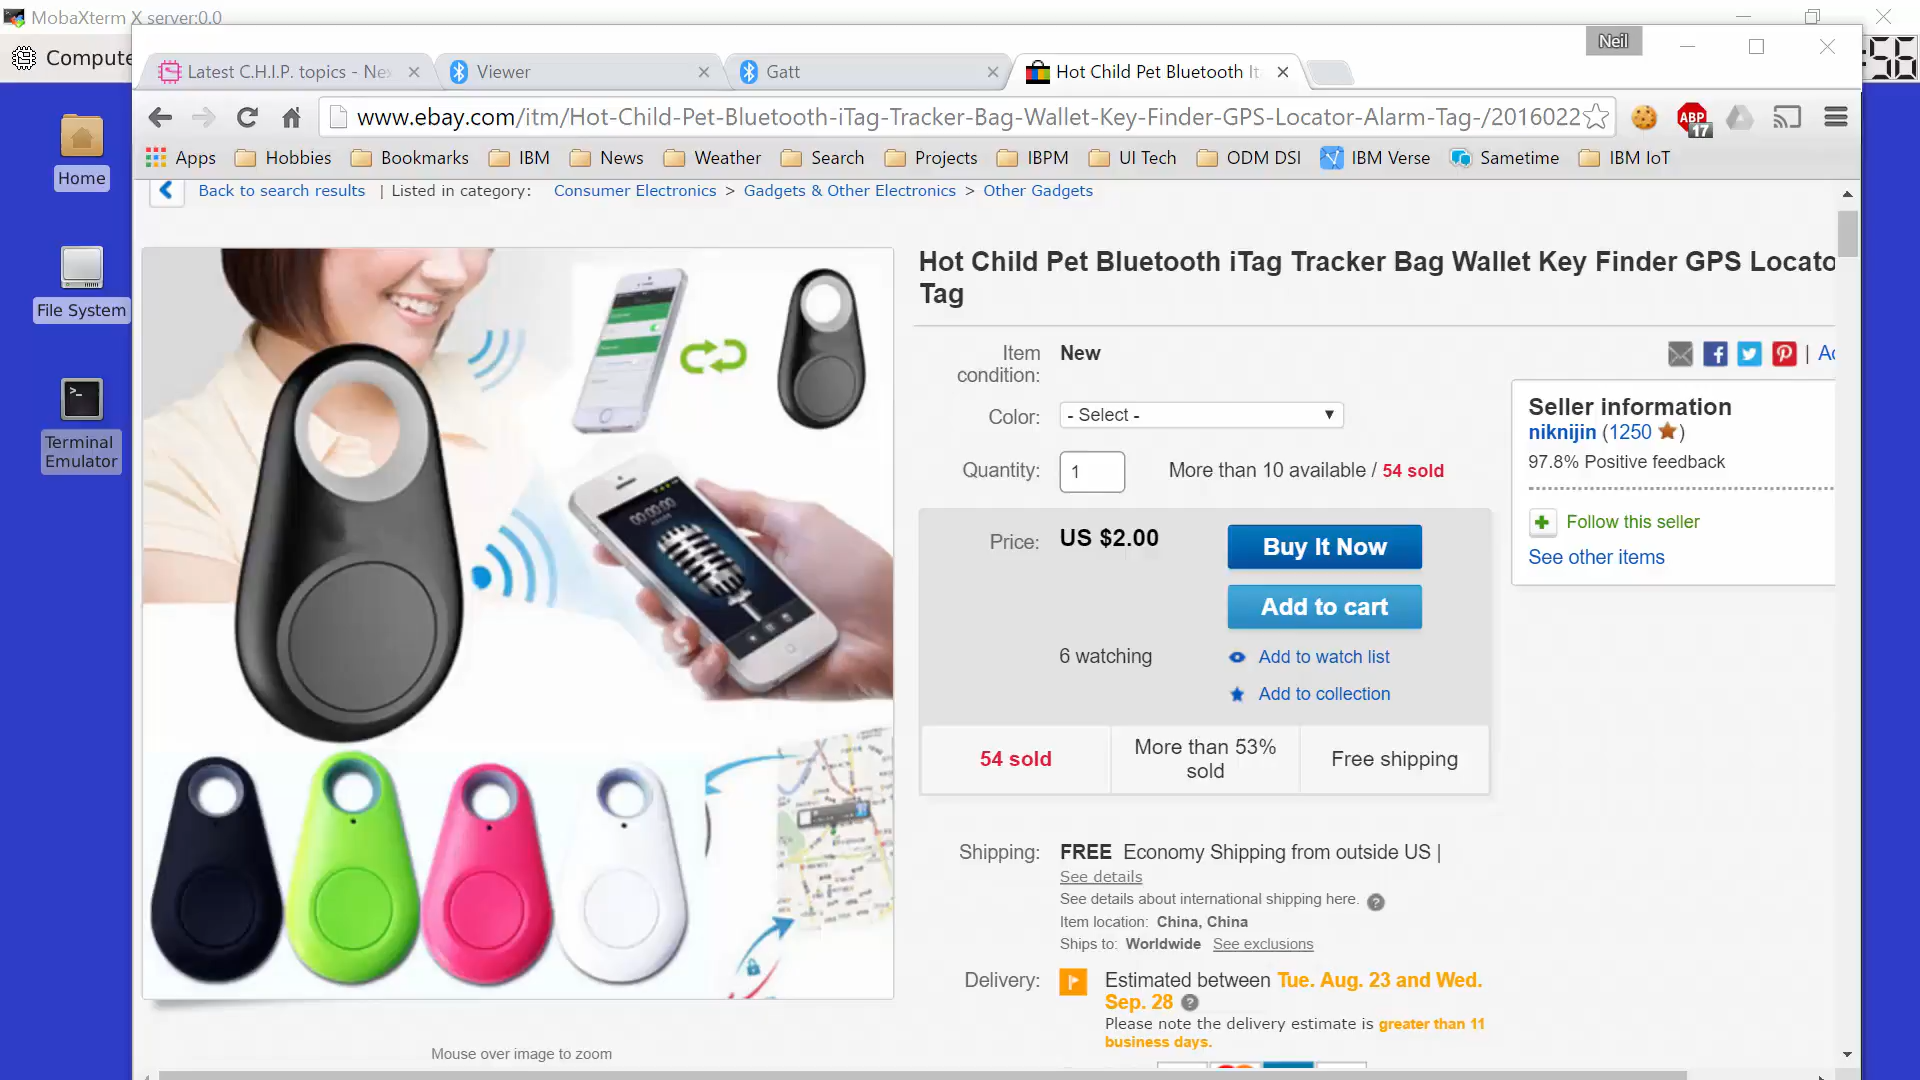 MobaXterm X server:0.0
Compute
:56
Neil
Latest C.H.I.P. topics - Nex
Viewer
Gatt
Hot Child Pet Bluetooth It
www.ebay.com/itm/Hot-Child-Pet-Bluetooth-iTag-Tracker-Bag-Wallet-Key-Finder-GPS-Locator-Alarm-Tag-/2016022
ABP
17
Apps
Hobbies
Bookmarks
IBM
News
Weather
Search
Projects
IBPM
UI Tech
ODM DSI
IBM Verse
Sametime
IBM IoT
Home
File System
Terminal
Emulator
Back to search results | Listed in category: Consumer Electronics > Gadgets & Other Electronics > Other Gadgets
Hot Child Pet Bluetooth iTag Tracker Bag Wallet Key Finder GPS Locato
Tag
Item
condition:
New
| Ad
Color:
- Select -
Quantity:
1
More than 10 available / 54 sold
Price:
US $2.00
Buy It Now
Add to cart
6 watching
Add to watch list
Add to collection
54 sold
More than 53%
sold
Free shipping
Seller information
niknijin (1250 )
97.8% Positive feedback
Follow this seller
See other items
Shipping:
FREE Economy Shipping from outside US |
See details
See details about international shipping here.
Item location: China, China
Ships to: Worldwide See exclusions
Delivery:
Estimated between Tue. Aug. 23 and Wed.
Sep. 28
Please note the delivery estimate is greater than 11
business days.
00:00:00
Mouse over image to zoom